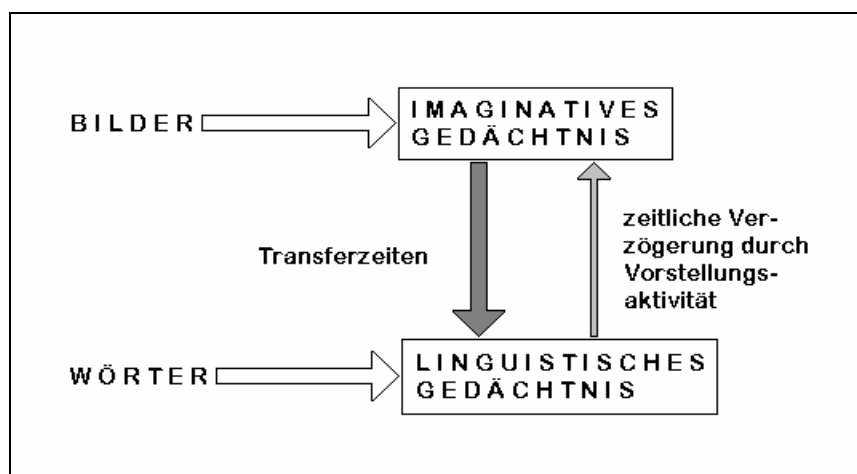 BILDER
IMAGINATIVES
GEDÄCHTNIS
Transferzeiten
zeitliche Ver-
zögerung durch
Vorstellungs-
aktivität
WÖRTER
LINGUISTISCHES
GEDÄCHTNIS